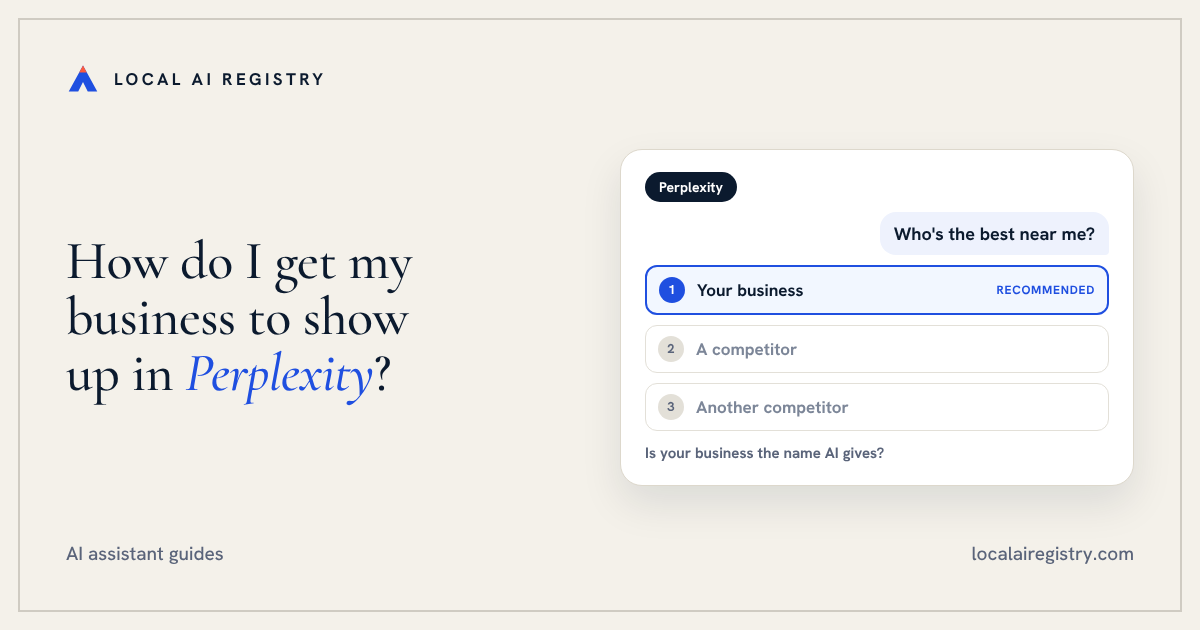 LOCAL AI REGISTRY
How do I get my
business to show
up in Perplexity?
Perplexity
Who's the best near me?
1 Your business RECOMMENDED
2 A competitor
3 Another competitor
Is your business the name AI gives?
AI assistant guides
localairegistry.com